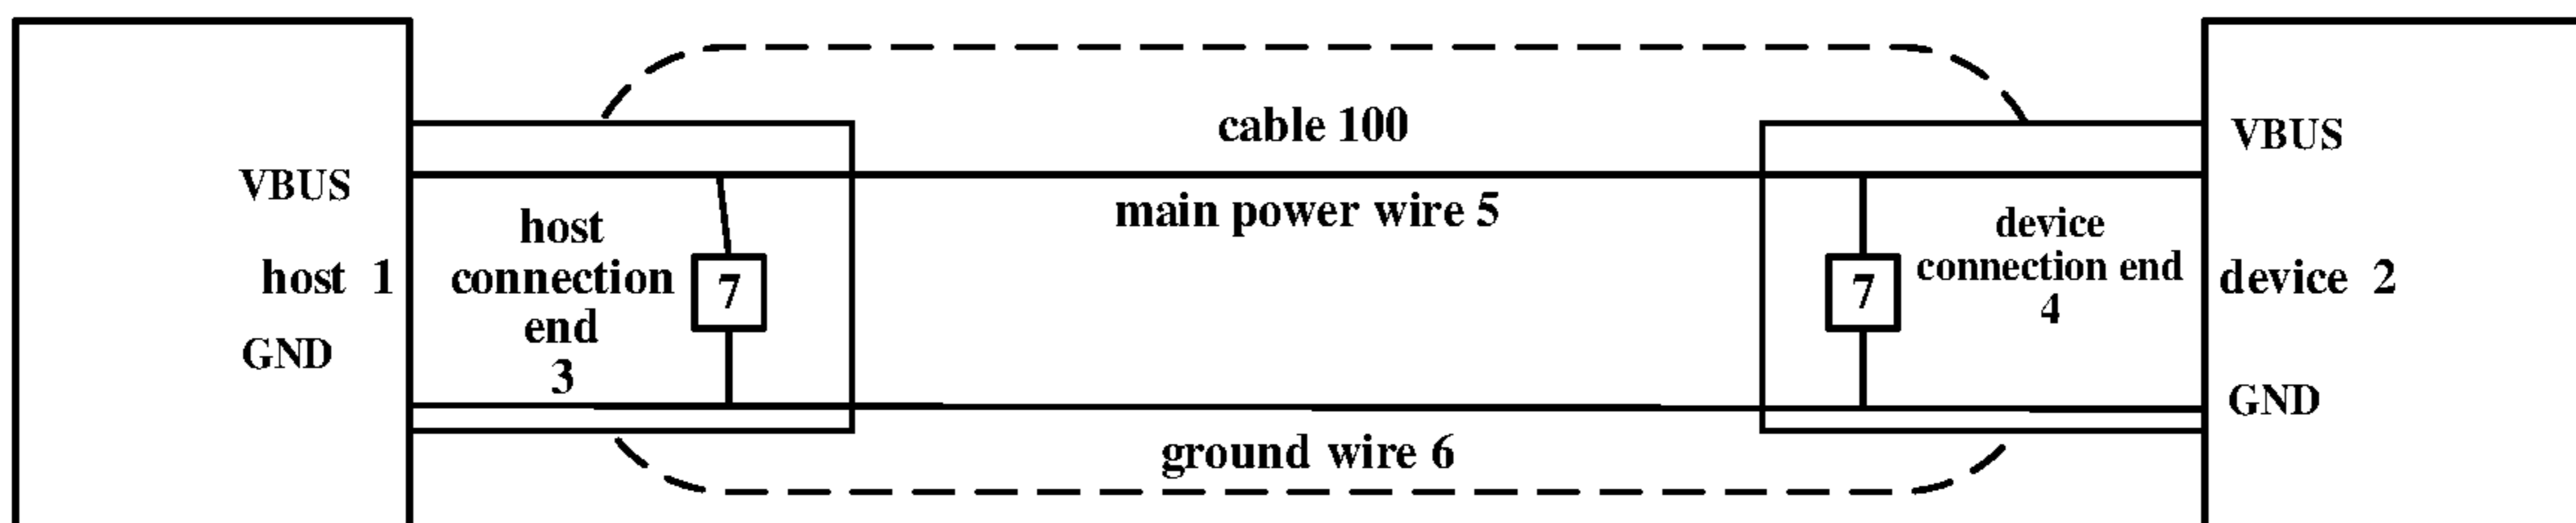 cable 100
VBUS
main power wire 5
VBUS
host
connection
end
3
7
host 1
GND
7
device
connection end
4
device 2
GND
ground wire 6